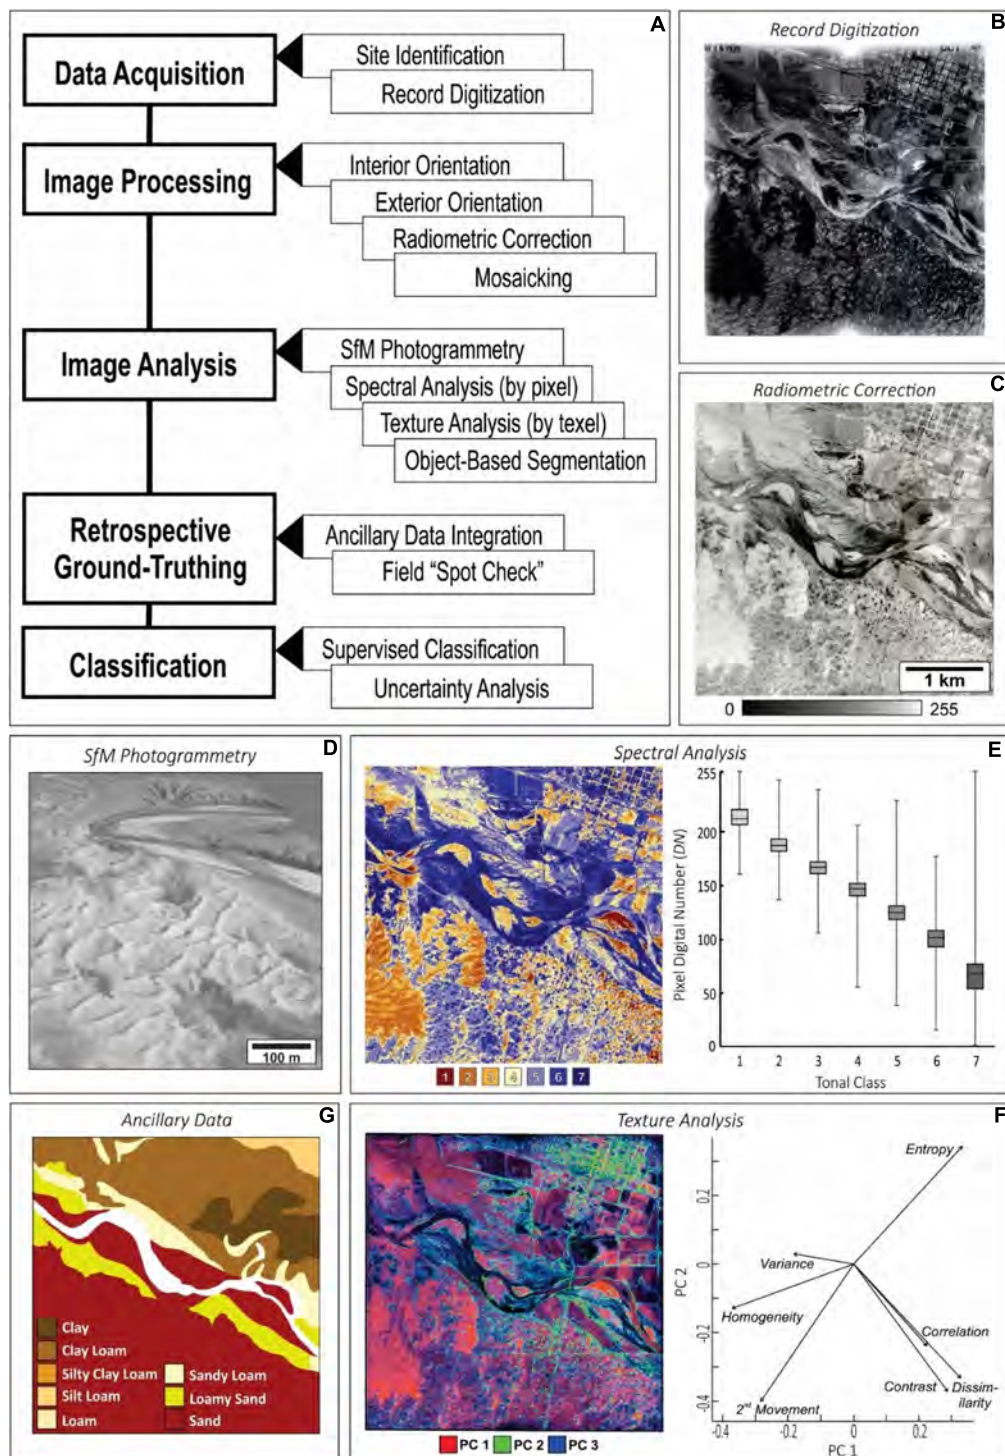 A
Data Acquisition
Site Identification
Record Digitization
Image Processing
Interior Orientation
Exterior Orientation
Radiometric Correction
Mosaicking
Image Analysis
SfM Photogrammetry
Spectral Analysis (by pixel)
Texture Analysis (by texel)
Object-Based Segmentation
Retrospective
Ground-Truthing
Ancillary Data Integration
Field “Spot Check”
Classification
Supervised Classification
Uncertainty Analysis
B
Record Digitization
C
Radiometric Correction
1 km
0 255
D
SfM Photogrammetry
100 m
E
Spectral Analysis
1 2 3 4 5 6 7
Pixel Digital Number (DN)
255
200
150
100
50
0
1 2 3 4 5 6 7
Tonal Class
G
Ancillary Data
Clay
Clay Loam
Silty Clay Loam
Silt Loam
Loam
Sandy Loam
Loamy Sand
Sand
F
Texture Analysis
PC 1 PC 2 PC 3
PC 2
0.2
0
-0.2
-0.4
Entropy
Variance
Homogeneity
Correlation
Contrast
Dissim-
ilarity
2nd Movement
-0.4 -0.2 0 0.2
PC 1